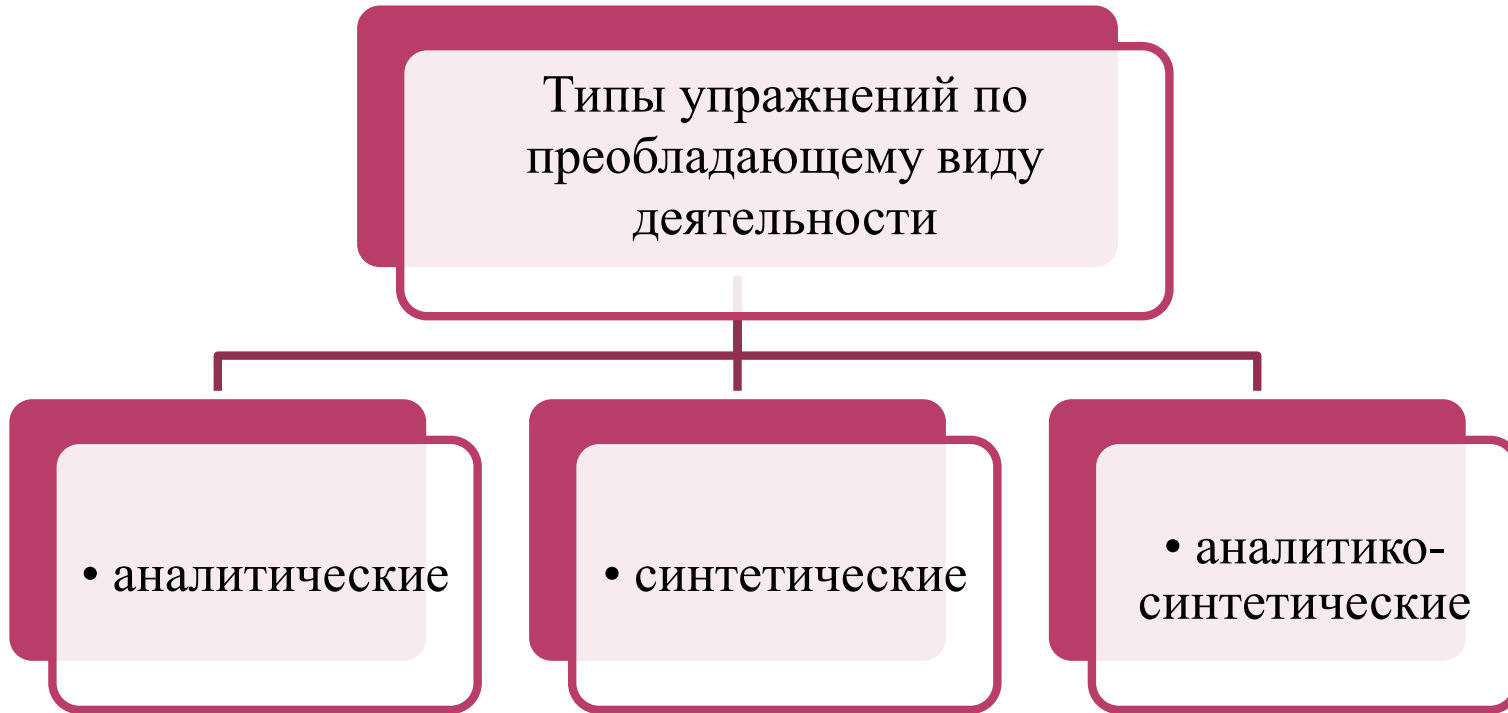 Типы упражнений по
преобладающему виду
деятельности
• аналитические
• синтетические
• аналитико-
синтетические